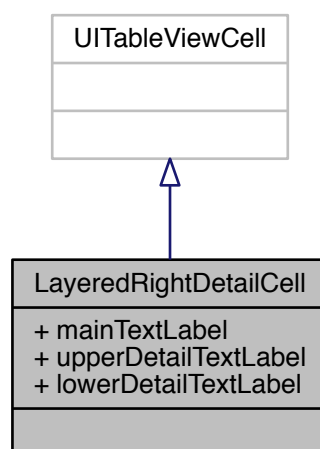 UITableViewCell
LayeredRightDetailCell
+ mainTextLabel
+ upperDetailTextLabel
+ lowerDetailTextLabel